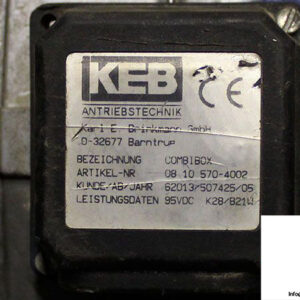 KEB
CE
ANTRIEBSTECHNIK
Karl E. Brinkmann GmbH
D-32677 Barntrup
BEZEICHNUNG COMBIBOX
ARTIKEL-NR 08 10 570-4002
KUNDE/AB/JAHR 62013/507425/05
LEISTUNGSDATEN 95VDC K28/821W